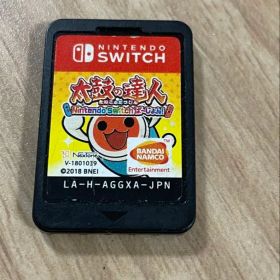 NINTENDO
SWITCH
太鼓の達人
Nintendo Switchば~じょん!
NexTone
V-1801039
©2018 BNEI
BANDAI
NAMCO
Entertainment
LA-H-AGGXA-JPN